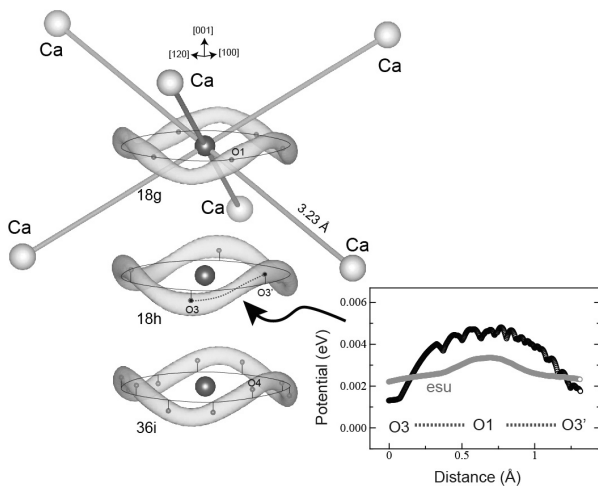 [001]
[120]
[100]
Ca
Ca
Ca
O1
18g
Ca
3.23 Å
Ca
Ca
O3'
O3
18h
O4
36i
0.006
0.004
0.002
0.000
Potential (eV)
esu
O3
O1
O3'
0
0.5
1
Distance (Å)